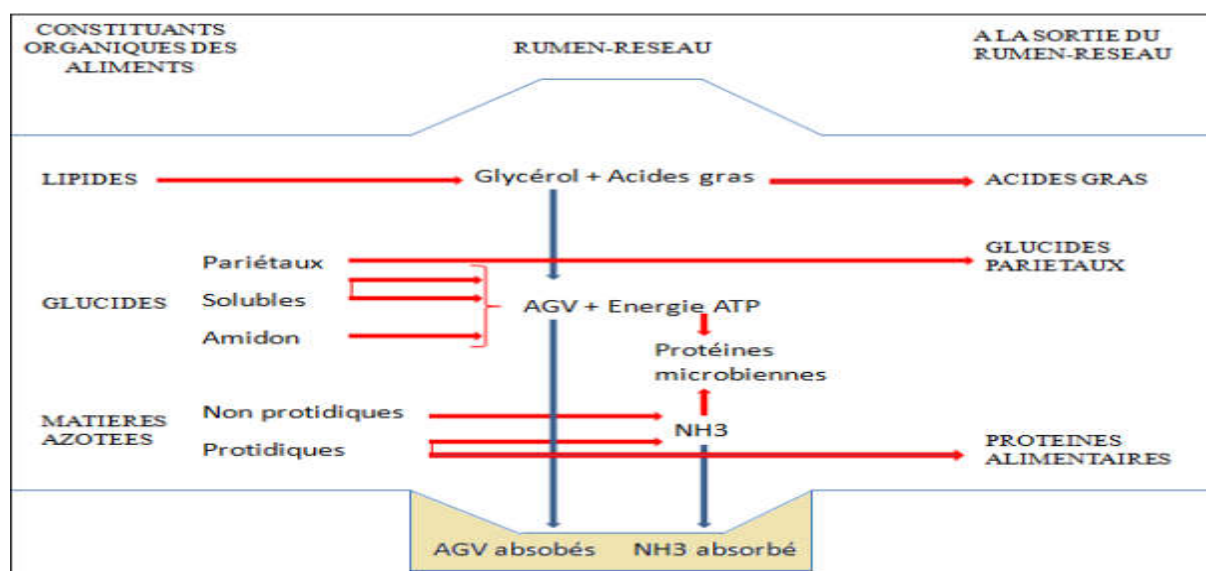 CONSTITUANTS
ORGANIQUES DES
ALIMENTS
RUMEN-RESEAU
A LA SORTIE DU
RUMEN-RESEAU
LIPIDES
Glycérol + Acides gras
ACIDES GRAS
Pariétaux
GLUCIDES
PARIETAUX
GLUCIDES
Solubles
AGV + Energie ATP
Amidon
Protéines
microbiennes
MATIERES
AZOTEES
Non protidiques
NH3
Protidiques
PROTEINES
ALIMENTAIRES
AGV absobés
NH3 absorbé